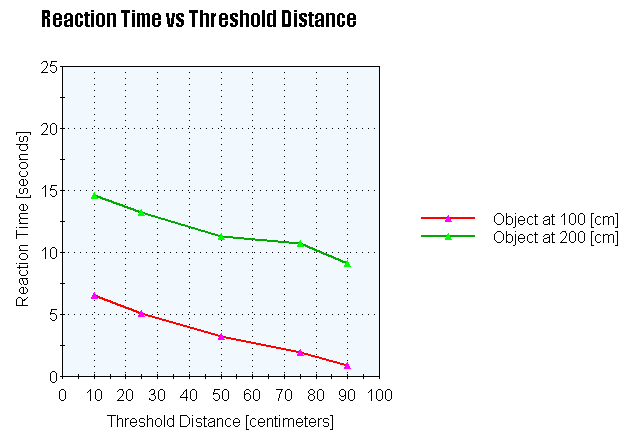 Reaction Time vs Threshold Distance
25
20
15
10
5
0
Reaction Time [seconds]
0 10 20 30 40 50 60 70 80 90 100
Threshold Distance [centimeters]
Object at 100 [cm]
Object at 200 [cm]